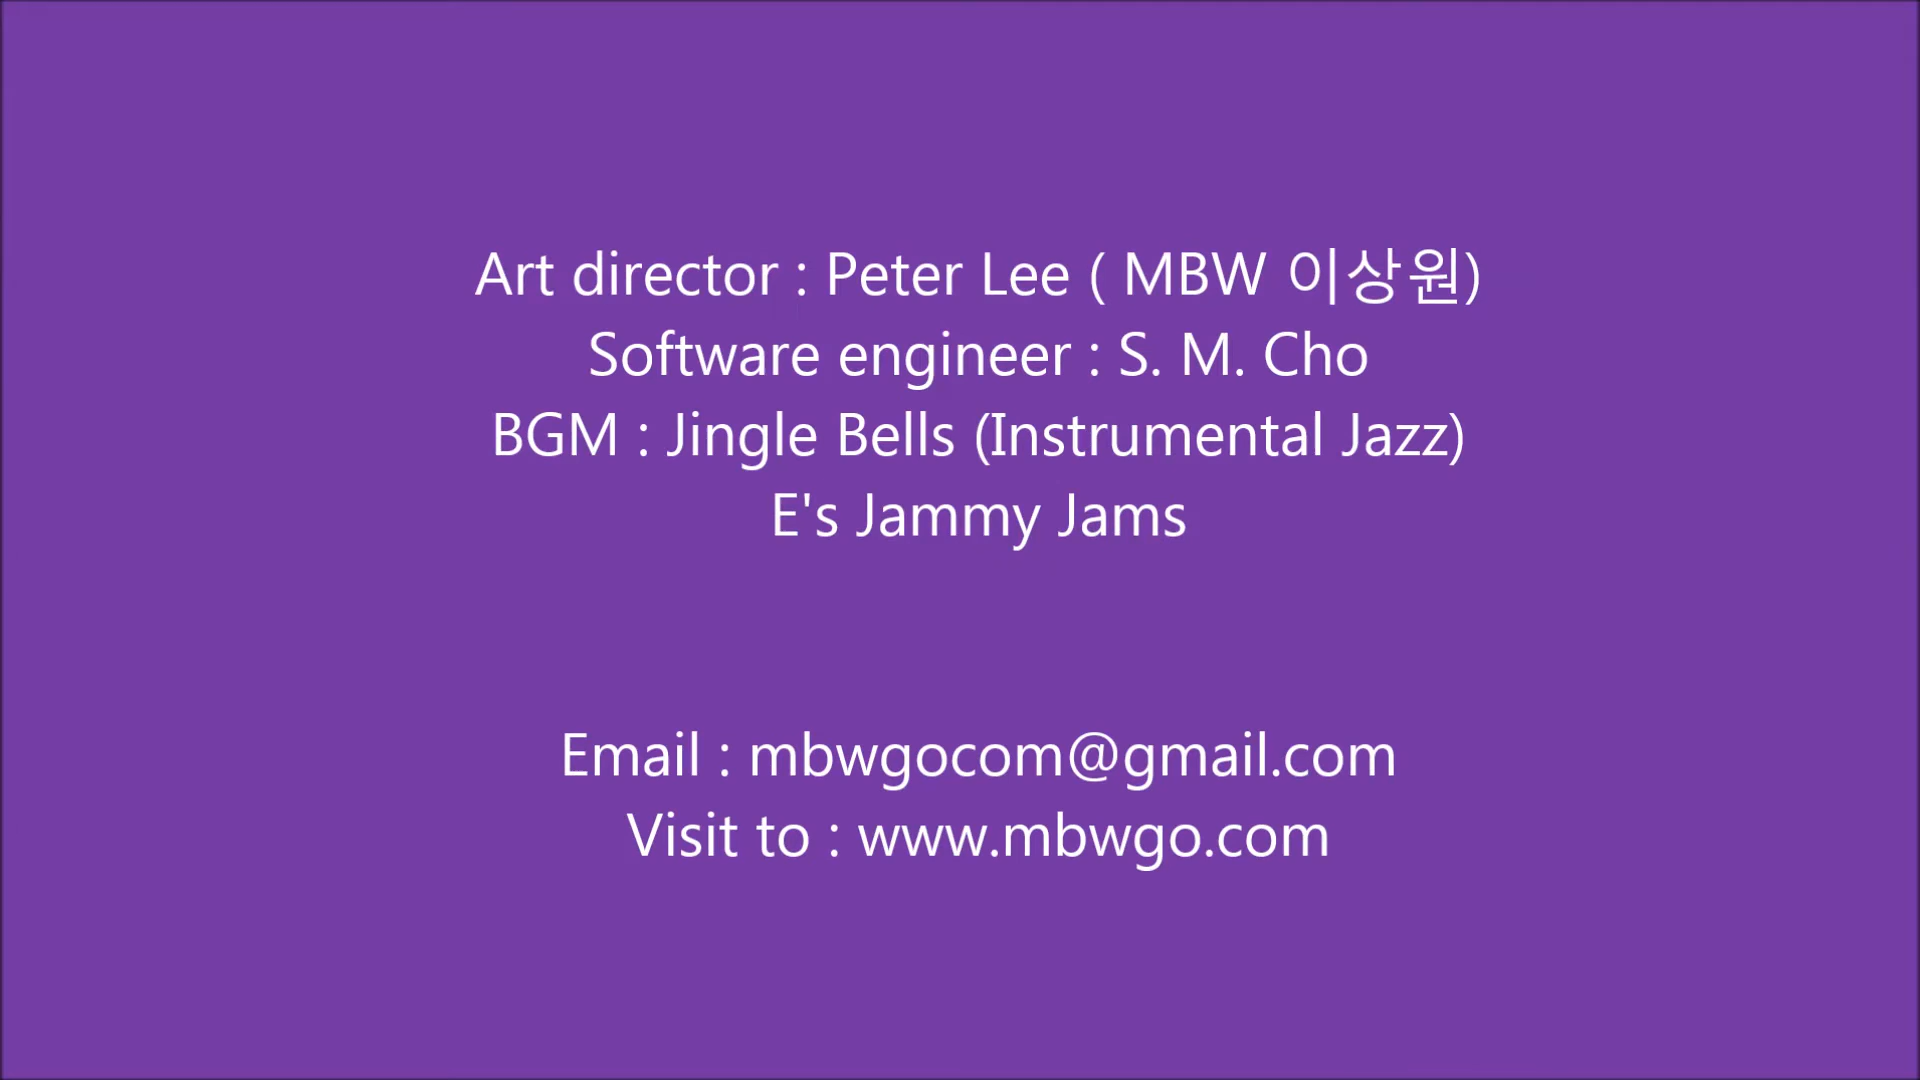 Art director : Peter Lee ( MBW 이상원)
Software engineer : S. M. Cho
BGM : Jingle Bells (Instrumental Jazz)
E's Jammy Jams
Email : mbwgocom@gmail.com
Visit to : www.mbwgo.com